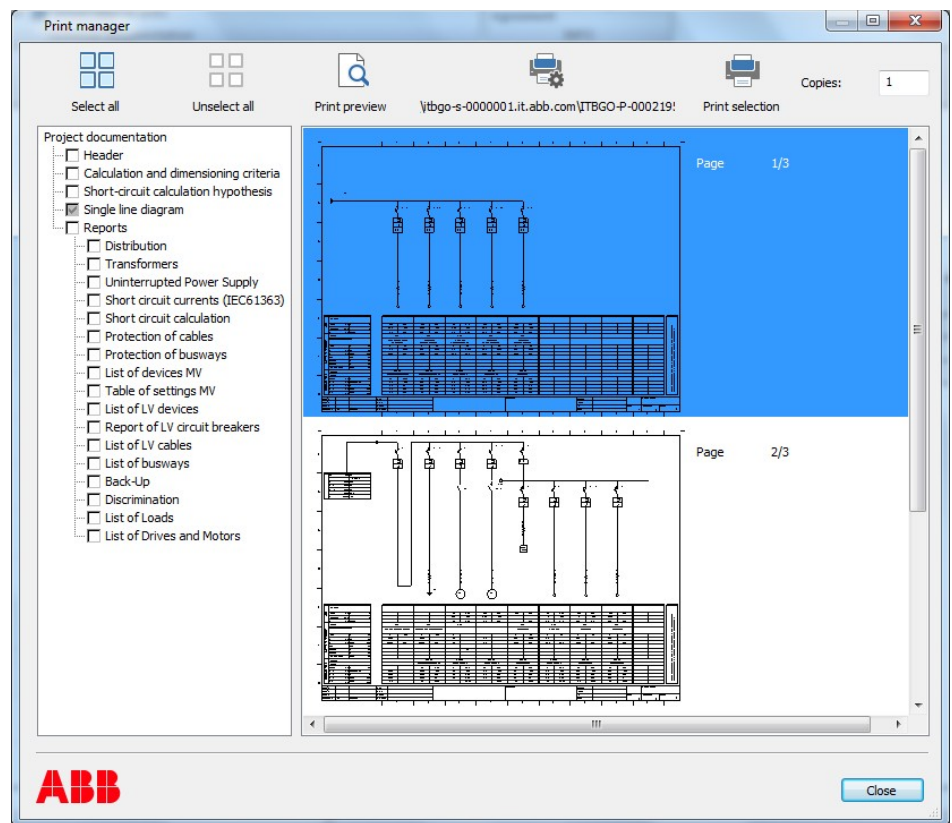 Print manager
Select all
Unselect all
Print preview
\itbgo-s-0000001.it.abb.com\ITBGO-P-000219!
Print selection
Copies:
1
Project documentation
Header
Calculation and dimensioning criteria
Short-circuit calculation hypothesis
Single line diagram
Reports
Distribution
Transformers
Uninterrupted Power Supply
Short circuit currents (IEC61363)
Short circuit calculation
Protection of cables
Protection of busways
List of devices MV
Table of settings MV
List of LV devices
Report of LV circuit breakers
List of LV cables
List of busways
Back-Up
Discrimination
List of Loads
List of Drives and Motors
Page 1/3
Page 2/3
ABB
Close